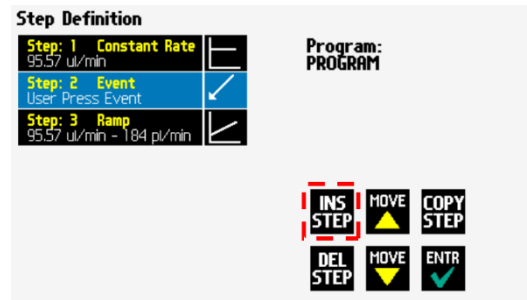 Step Definition
Step: 1 Constant Rate
95.57 ul/min
Step: 2 Event
User Press Event
Step: 3 Ramp
95.57 ul/min - 184 pl/min
Program:
PROGRAM
INS
STEP
MOVE
COPY
STEP
DEL
STEP
MOVE
ENTR